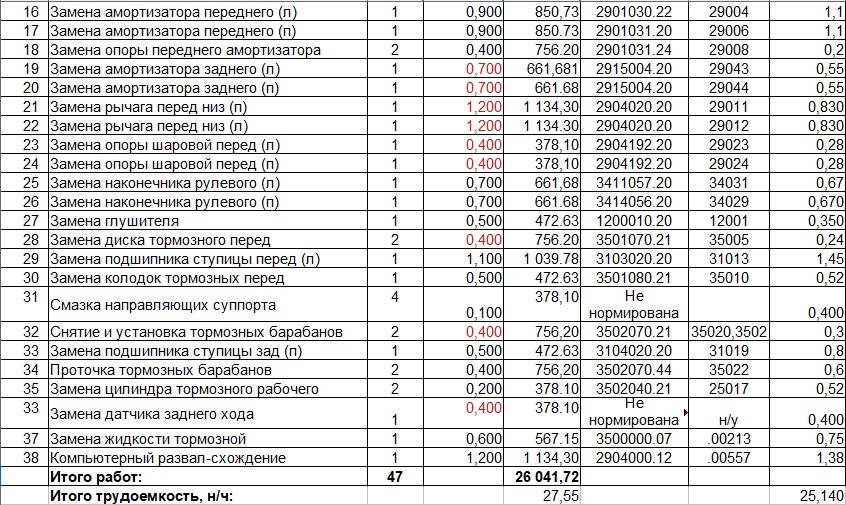 16 Замена амортизатора переднего (л) 1 0,900 850,73 2901030.22 29004 1,1
17 Замена амортизатора переднего (п) 1 0,900 850.73 2901031.20 29006 1,1
18 Замена опоры переднего амортизатора 2 0,400 756.20 2901031.24 29008 0,2
19 Замена амортизатора заднего (л) 1 0,700 661,681 2915004.20 29043 0,55
20 Замена амортизатора заднего (п) 1 0,700 661.68 2915004.20 29044 0,55
21 Замена рычага перед низ (п) 1 1,200 1 134,30 2904020.20 29011 0,830
22 Замена рычага перед низ (л) 1 1,200 1 134.30 2904020.20 29012 0,830
23 Замена опоры шаровой перед (л) 1 0,400 378,10 2904192.20 29023 0,28
24 Замена опоры шаровой перед (п) 1 0,400 378.10 2904192.20 29024 0,28
25 Замена наконечника рулевого (л) 1 0,700 661,68 3411057.20 34031 0,67
26 Замена наконечника рулевого (п) 1 0,700 661.68 3414056.20 34029 0,670
27 Замена глушителя 1 0,500 472.63 1200010.20 12001 0,350
28 Замена диска тормозного перед 2 0,400 756.20 3501070.21 35005 0,24
29 Замена подшипника ступицы перед (л) 1 1,100 1 039.78 3103020.20 31013 1,45
30 Замена колодок тормозных перед 1 0,500 472.63 3501080.21 35010 0,52
31 Смазка направляющих суппорта 4 0,100 378,10 Не
нормирована 0,400
32 Снятие и установка тормозных барабанов 2 0,400 756,20 3502070.21 35020,3502 0,3
33 Замена подшипника ступицы зад (п) 1 0,500 472.63 3104020.20 31019 0,8
34 Проточка тормозных барабанов 2 0,400 756,20 3502070.44 35022 0,6
35 Замена цилиндра тормозного рабочего 2 0,200 378.10 3502040.21 25017 0,52
33 Замена датчика заднего хода 1 0,400 378.10 Не
нормирована н/у 0,400
37 Замена жидкости тормозной 1 0,600 567.15 3500000.07 .00213 0,75
38 Компьютерный развал-схождение 1 1,200 1 134,30 2904000.12 .00557 1,38
Итого работ: 47 26 041,72
Итого трудоемкость, н/ч: 27,55 25,140